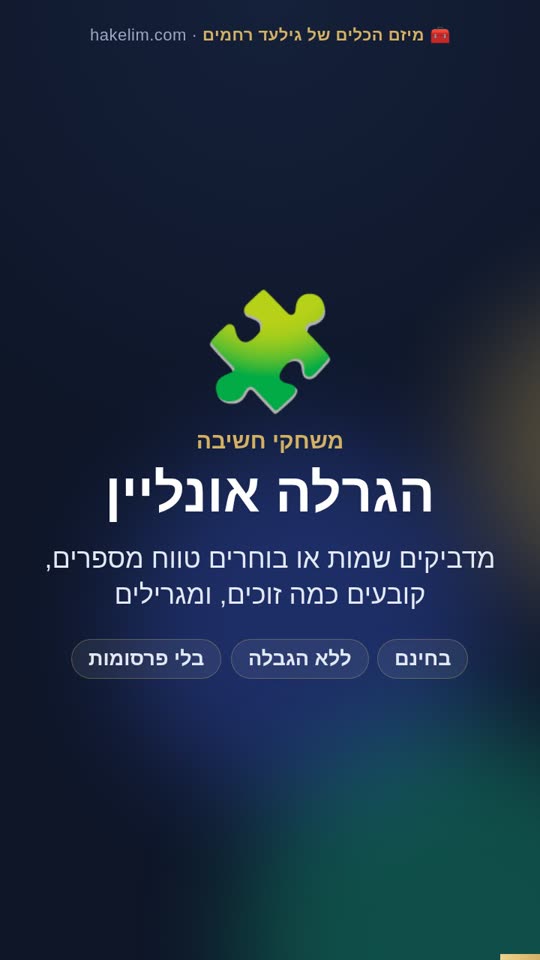 🧰 מיזם הכלים של גילעד רחמים · hakelim.com
משחקי חשיבה
הגרלה אונליין
מדביקים שמות או בוחרים טווח מספרים,
קובעים כמה זוכים, ומגרילים
בחינם
ללא הגבלה
בלי פרסומות